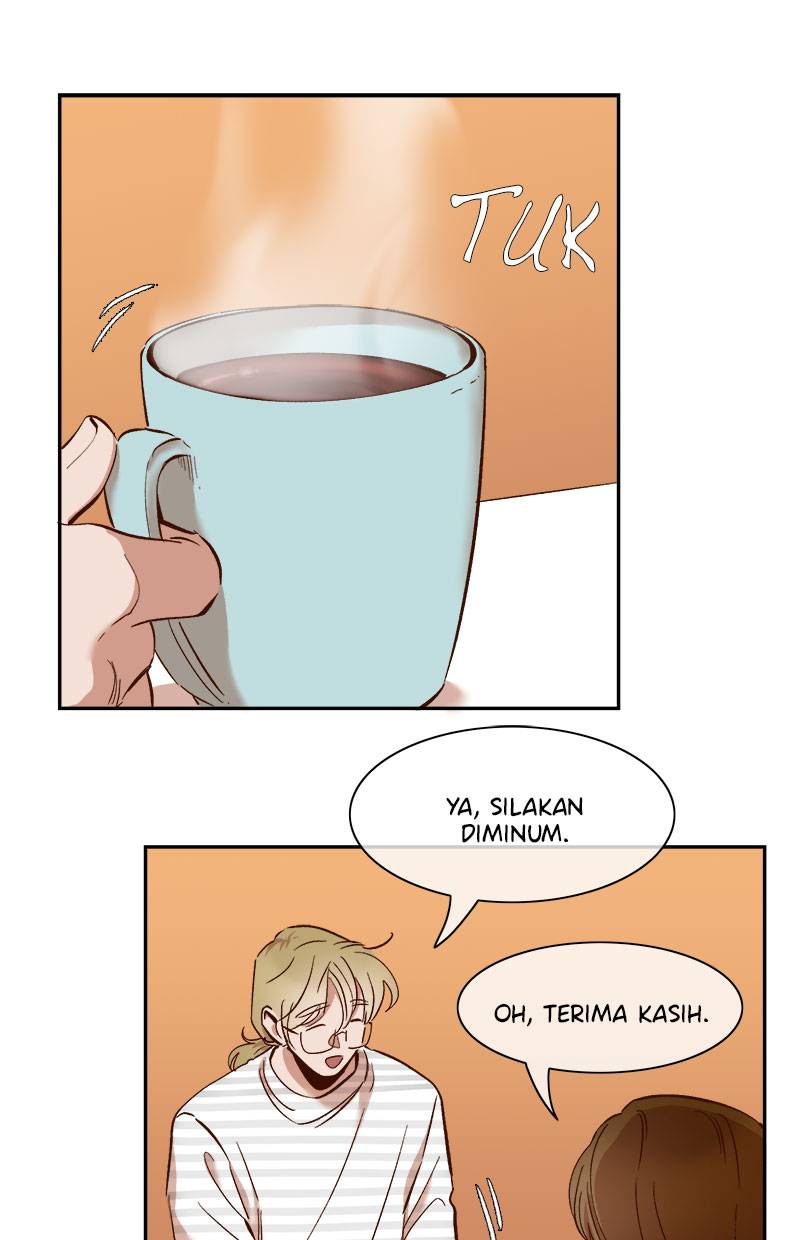 TUK
YA, SILAKAN
DIMINUM.
OH, TERIMA KASIH.